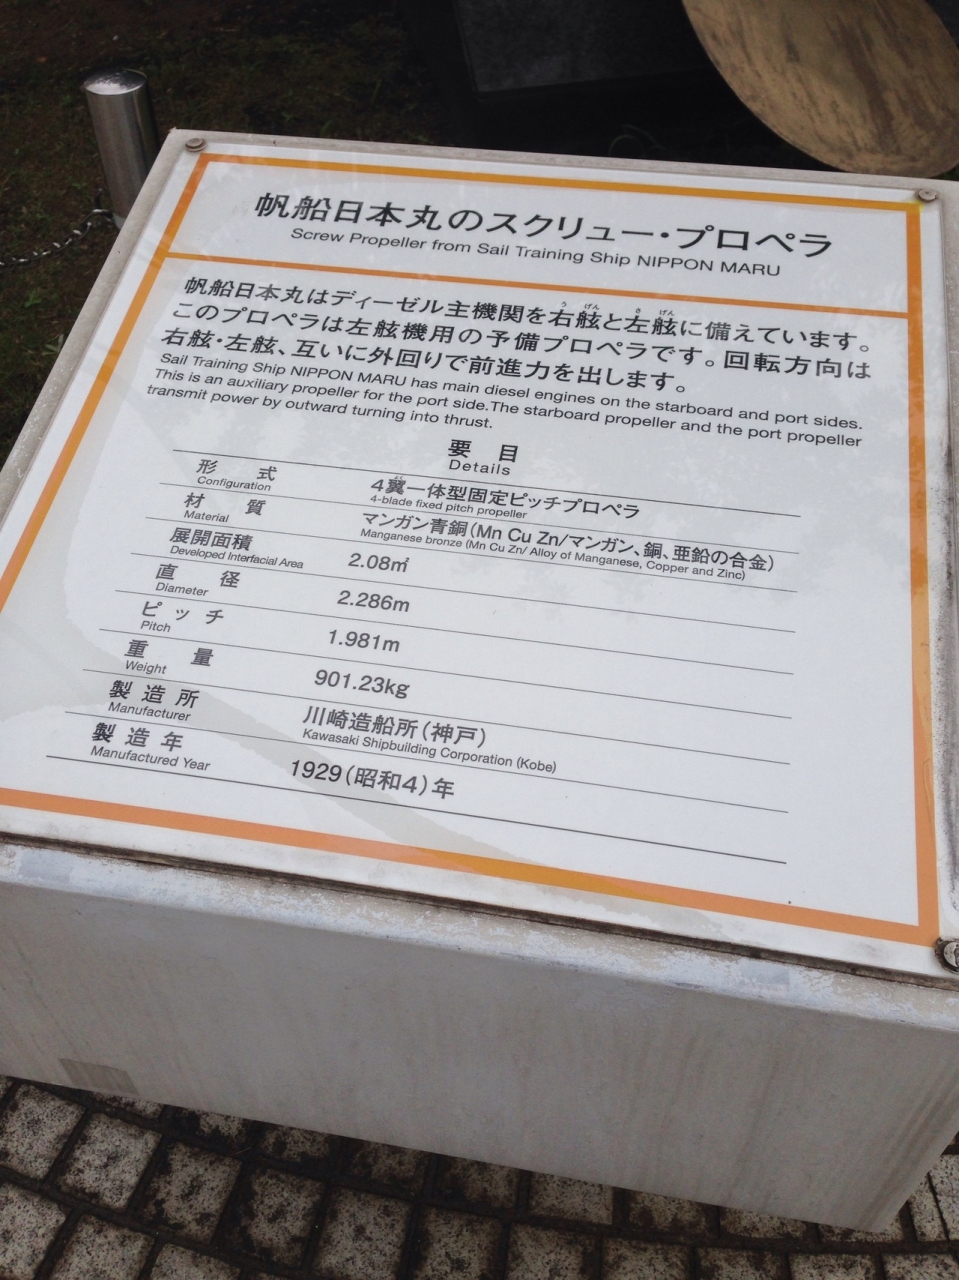 帆船日本丸のスクリュー・プロペラ
Screw Propeller from Sail Training Ship NIPPON MARU
帆船日本丸はディーゼル主機関を右舷と左舷に備えています。
うげん さげん
このプロペラは左舷機用の予備プロペラです。回転方向は
右舷・左舷、互いに外回りで前進力を出します。
Sail Training Ship NIPPON MARU has main diesel engines on the starboard and port sides.
This is an auxiliary propeller for the port side.The starboard propeller and the port propeller
transmit power by outward turning into thrust.
要目
Details
形式 4翼一体型固定ピッチプロペラ
Configuration 4-blade fixed pitch propeller
材質 マンガン青銅(Mn Cu Zn/マンガン、銅、亜鉛の合金)
Material Manganese bronze (Mn Cu Zn/ Alloy of Manganese, Copper and Zinc)
展開面積 2.08㎡
Developed Interfacial Area
直径 2.286m
Diameter
ピッチ 1.981m
Pitch
重量 901.23kg
Weight
製造所 川崎造船所(神戸)
Manufacturer Kawasaki Shipbuilding Corporation (Kobe)
製造年 1929(昭和4)年
Manufactured Year